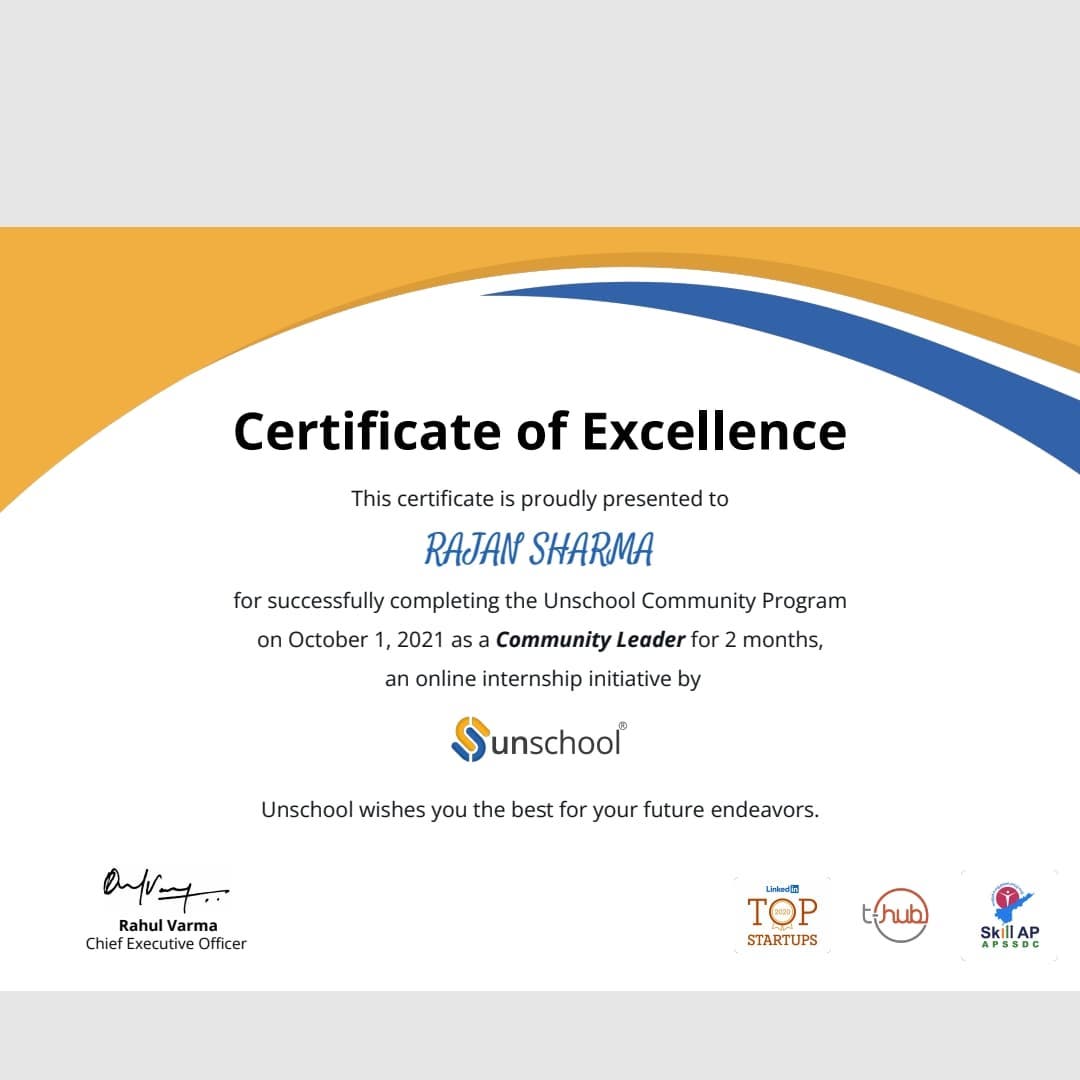 Certificate of Excellence
This certificate is proudly presented to
RAJAN SHARMA
for successfully completing the Unschool Community Program
on October 1, 2021 as a Community Leader for 2 months,
an online internship initiative by
unschool®
Unschool wishes you the best for your future endeavors.
Rahul Varma
Chief Executive Officer
LinkedIn
TOP
2020
STARTUPS
t-hub
Skill AP
APSSDC